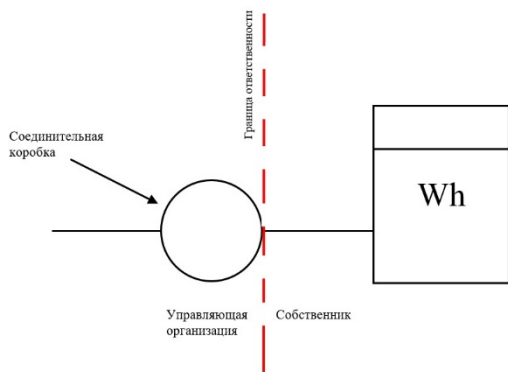 Граница ответственности
Соединительная
коробка
Wh
Управляющая
организация
Собственник